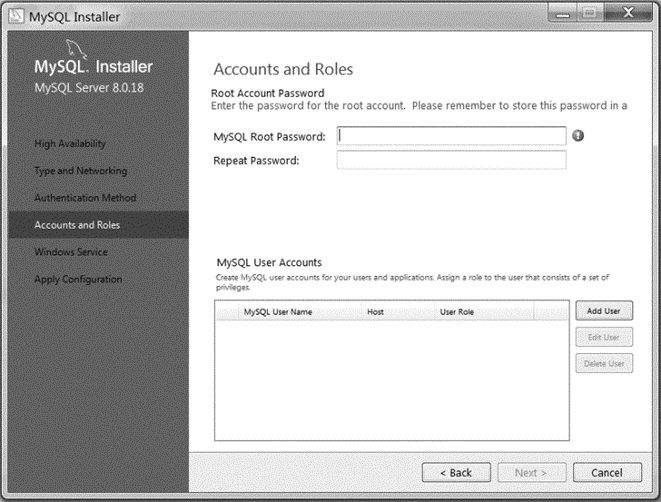 MySQL Installer
MySQL. Installer
MySQL Server 8.0.18
High Availability
Type and Networking
Authentication Method
Accounts and Roles
Windows Service
Apply Configuration
Accounts and Roles
Root Account Password
Enter the password for the root account. Please remember to store this password in a
MySQL Root Password:
Repeat Password:
MySQL User Accounts
Create MySQL user accounts for your users and applications. Assign a role to the user that consists of a set of
privileges.
MySQL User Name Host User Role
Add User
Edit User
Delete User
< Back Next > Cancel